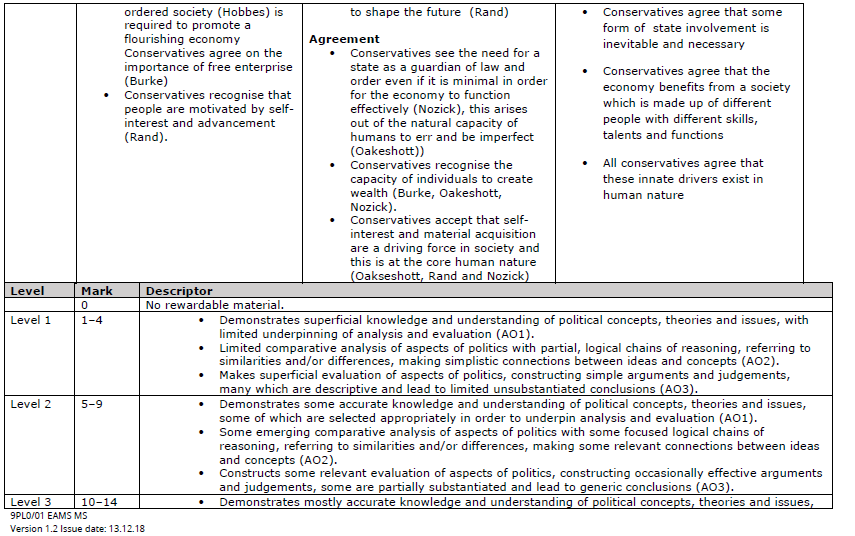 ordered society (Hobbes) is
required to promote a
flourishing economy
Conservatives agree on the
importance of free enterprise
(Burke)
• Conservatives recognise that
people are motivated by self-
interest and advancement
(Rand).
to shape the future (Rand)
Agreement
• Conservatives see the need for a
state as a guardian of law and
order even if it is minimal in order
for the economy to function
effectively (Nozick), this arises
out of the natural capacity of
humans to err and be imperfect
(Oakeshott))
• Conservatives recognise the
capacity of individuals to create
wealth (Burke, Oakeshott,
Nozick).
• Conservatives accept that self-
interest and material acquisition
are a driving force in society and
this is at the core human nature
(Oakseshott, Rand and Nozick)
• Conservatives agree that some
form of state involvement is
inevitable and necessary
• Conservatives agree that the
economy benefits from a society
which is made up of different
people with different skills,
talents and functions
• All conservatives agree that
these innate drivers exist in
human nature
Level Mark Descriptor
0 No rewardable material.
Level 1 1–4 • Demonstrates superficial knowledge and understanding of political concepts, theories and issues, with
limited underpinning of analysis and evaluation (AO1).
• Limited comparative analysis of aspects of politics with partial, logical chains of reasoning, referring to
similarities and/or differences, making simplistic connections between ideas and concepts (AO2).
• Makes superficial evaluation of aspects of politics, constructing simple arguments and judgements,
many which are descriptive and lead to limited unsubstantiated conclusions (AO3).
Level 2 5–9 • Demonstrates some accurate knowledge and understanding of political concepts, theories and issues,
some of which are selected appropriately in order to underpin analysis and evaluation (AO1).
• Some emerging comparative analysis of aspects of politics with some focused logical chains of
reasoning, referring to similarities and/or differences, making some relevant connections between ideas
and concepts (AO2).
• Constructs some relevant evaluation of aspects of politics, constructing occasionally effective arguments
and judgements, some are partially substantiated and lead to generic conclusions (AO3).
Level 3 10–14 • Demonstrates mostly accurate knowledge and understanding of political concepts, theories and issues,
9PL0/01 EAMS MS
Version 1.2 Issue date: 13.12.18